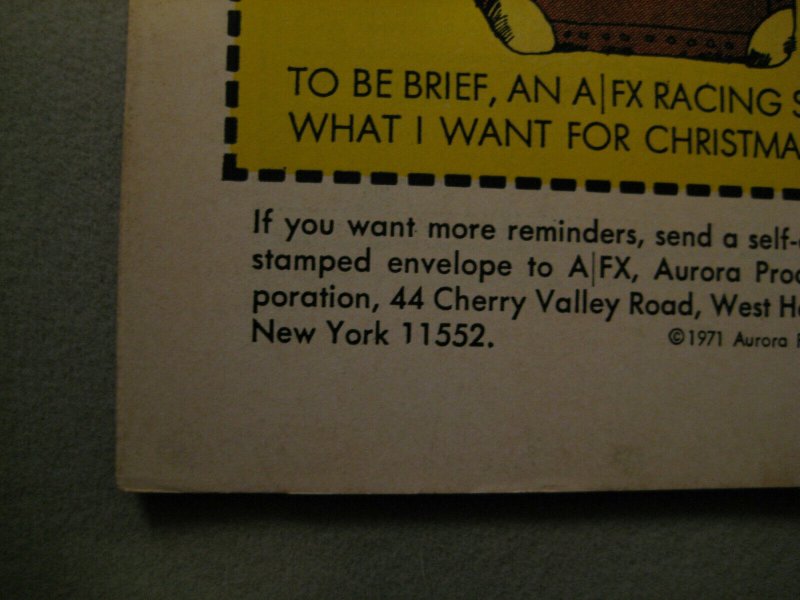 TO BE BRIEF, AN A|FX RACING
WHAT I WANT FOR CHRISTMA
If you want more reminders, send a self-
stamped envelope to A|FX, Aurora Pro
poration, 44 Cherry Valley Road, West H
New York 11552.
©1971 Aurora